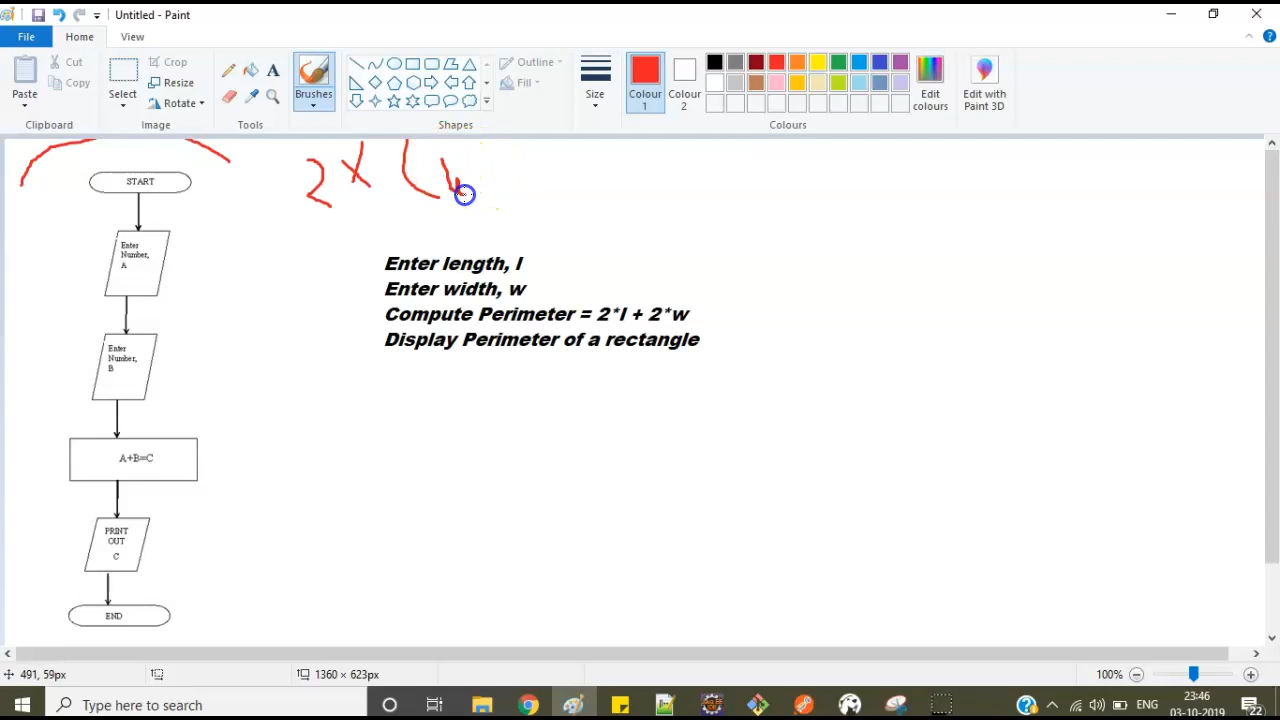 Untitled - Paint
File Home View
Paste
Cut
Copy
Clipboard
Select
Crop
Resize
Rotate
Image
Tools
Brushes
Shapes
Outline
Fill
Size
Colour 1
Colour 2
Colours
Edit colours
Edit with Paint 3D
2 x (
START
Enter
Number,
A
Enter
Number,
B
A+B=C
PRINT
OUT
C
END
Enter length, l
Enter width, w
Compute Perimeter = 2*l + 2*w
Display Perimeter of a rectangle
491, 59px
1360 × 623px
100%
Type here to search
ENG
23:46
03-10-2019
22